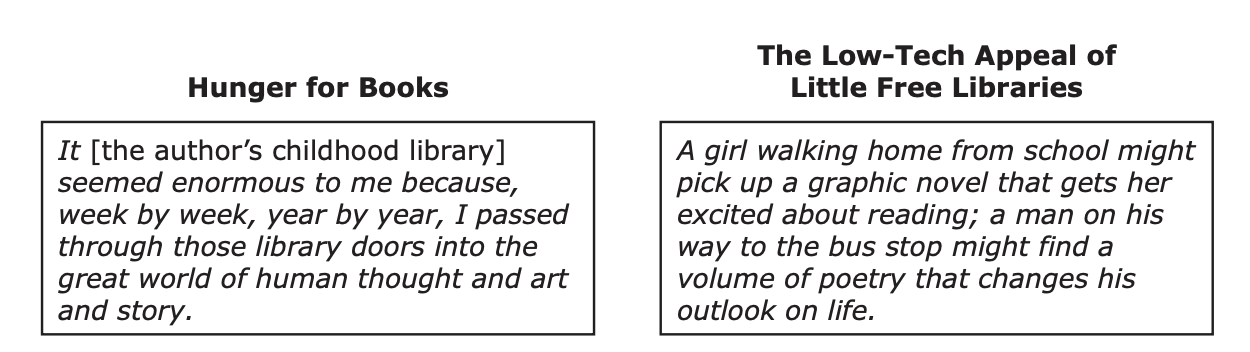 Hunger for Books
It [the author’s childhood library]
seemed enormous to me because,
week by week, year by year, I passed
through those library doors into the
great world of human thought and art
and story.
The Low-Tech Appeal of
Little Free Libraries
A girl walking home from school might
pick up a graphic novel that gets her
excited about reading; a man on his
way to the bus stop might find a
volume of poetry that changes his
outlook on life.